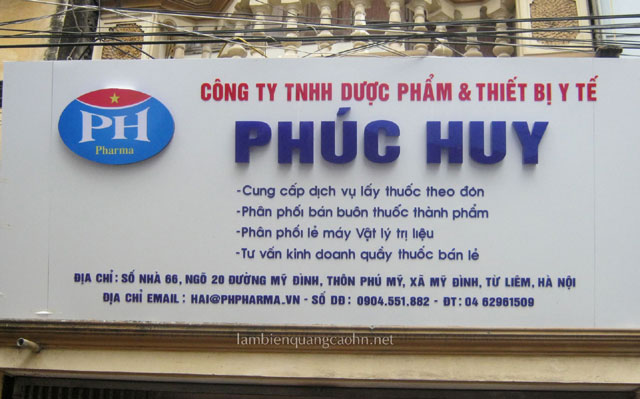 CÔNG TY TNHH DƯỢC PHẨM & THIẾT BỊ Y TẾ
PH
Pharma
PHÚC HUY
-Cung cấp dịch vụ lấy thuốc theo đón
-Phân phối bán buôn thuốc thành phẩm
-Phân phối lẻ máy Vật lý trị liệu
-Tư vấn kinh doanh quầy thuốc bán lẻ
ĐỊA CHỈ: SỐ NHÀ 66, NGÕ 20 ĐƯỜNG MỸ ĐÌNH, THÔN PHÚ MỸ, XÃ MỸ ĐÌNH, TỪ LIÊM, HÀ NỘI
ĐỊA CHỈ EMAIL: HAI@PHPHARMA.VN - SỐ DĐ: 0904.551.882 - ĐT: 04 62961509
lambienquangcaohn.net